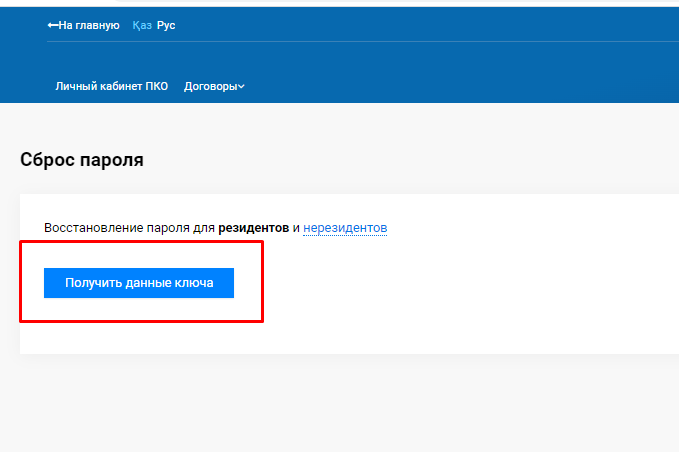 На главную Қаз Рус
Личный кабинет ПКО Договоры
Сброс пароля
Восстановление пароля для резидентов и нерезидентов
Получить данные ключа